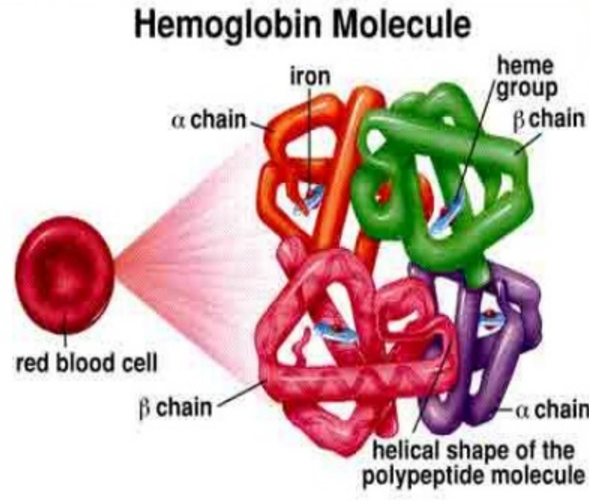 Hemoglobin Molecule
iron
heme
group
α chain
β chain
red blood cell
β chain
α chain
helical shape of the
polypeptide molecule